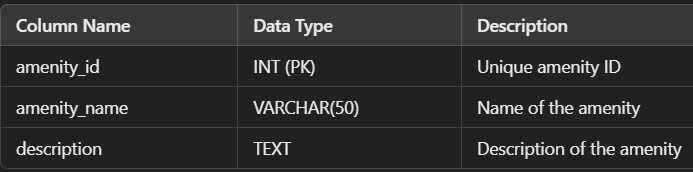 Column Name Data Type Description
amenity_id INT (PK) Unique amenity ID
amenity_name VARCHAR(50) Name of the amenity
description TEXT Description of the amenity